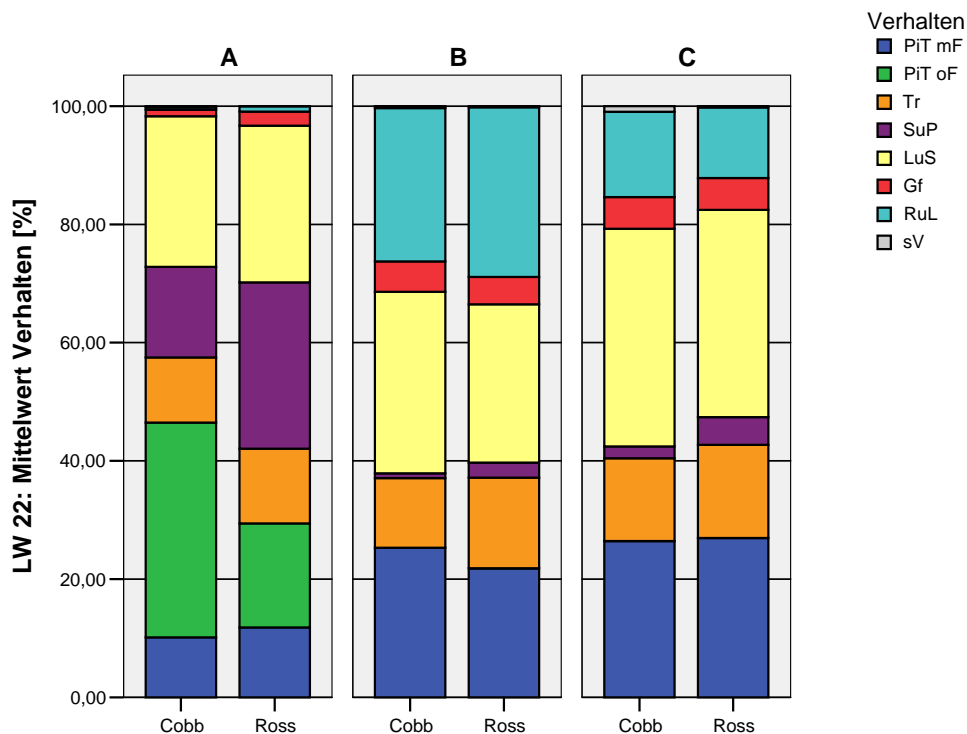 Verhalten
PiT mF
PiT oF
Tr
SuP
LuS
Gf
RuL
sV
A B C
LW 22: Mittelwert Verhalten [%]
100,00
80,00
60,00
40,00
20,00
0,00
Cobb Ross Cobb Ross Cobb Ross